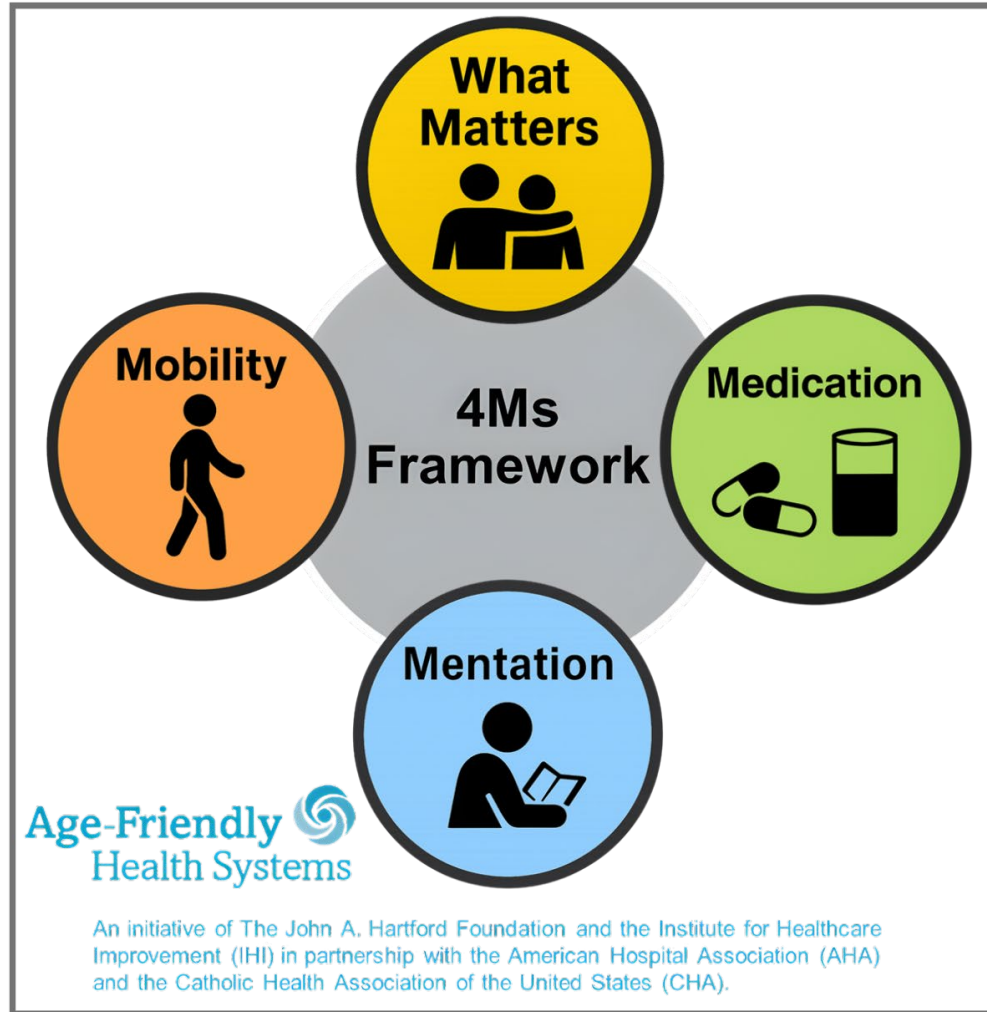 What
Matters
Mobility
4Ms
Framework
Medication
Mentation
Age-Friendly
Health Systems
An initiative of The John A. Hartford Foundation and the Institute for Healthcare
Improvement (IHI) in partnership with the American Hospital Association (AHA)
and the Catholic Health Association of the United States (CHA).